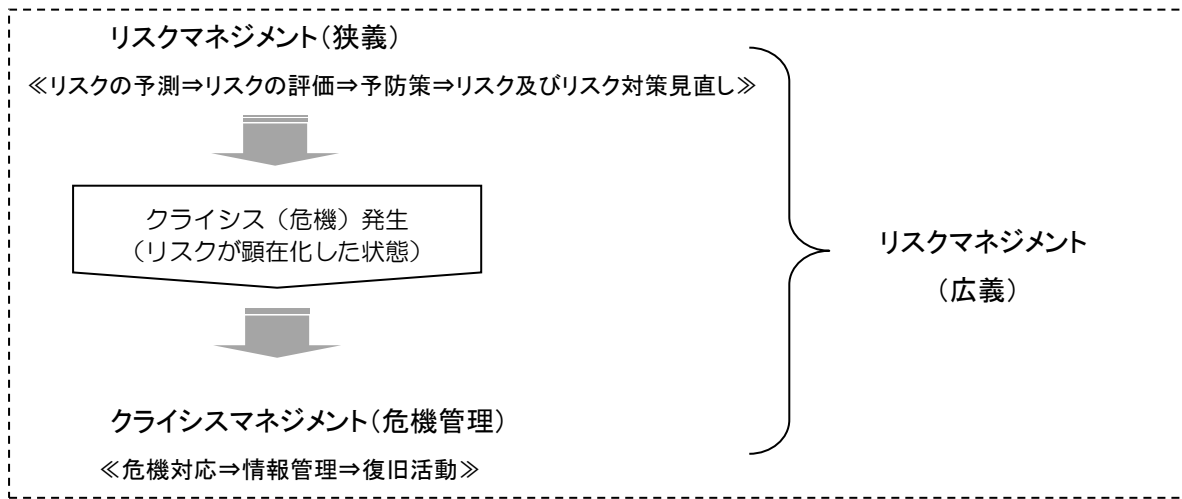 リスクマネジメント（狭義）
≪リスクの予測⇒リスクの評価⇒予防策⇒リスク及びリスク対策見直し≫
クライシス（危機）発生
（リスクが顕在化した状態）
リスクマネジメント
（広義）
クライシスマネジメント（危機管理）
≪危機対応⇒情報管理⇒復旧活動≫